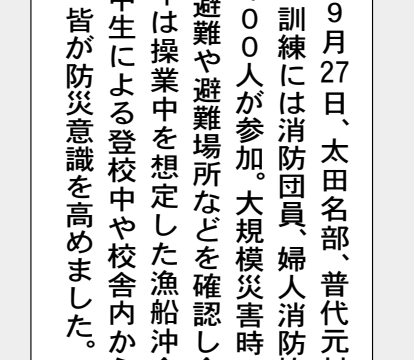 9月27日、太田名部、普代元村
訓練には消防団員、婦人消防協
００人が参加。大規模災害時
避難や避難場所などを確認し合
は操業中を想定した漁船沖合
中生による登校中や校舎内から
皆が防災意識を高めました。